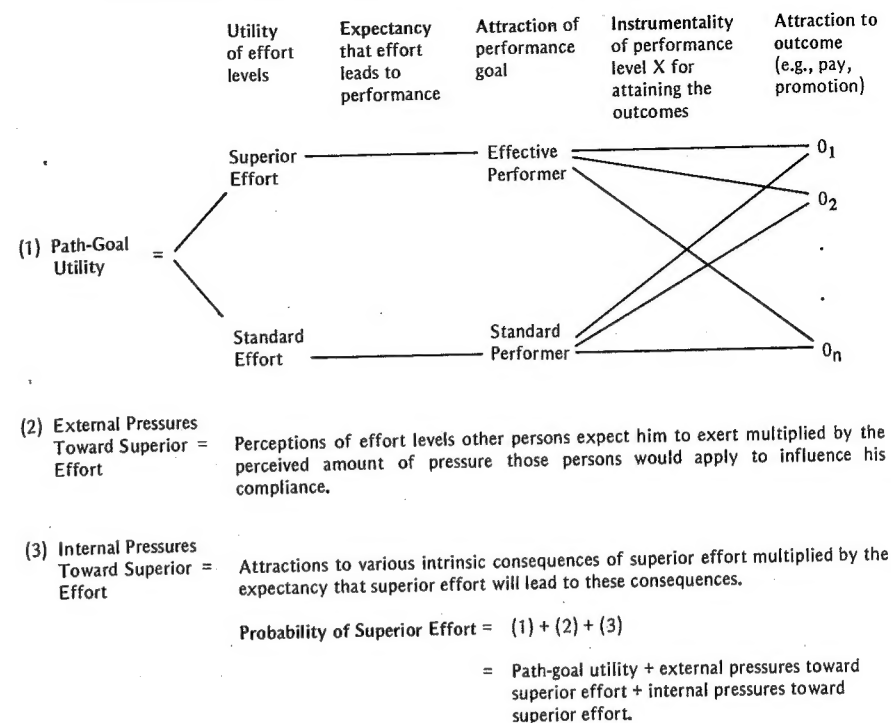 Utility
of effort
levels
Expectancy
that effort
leads to
performance
Attraction of
performance
goal
Instrumentality
of performance
level X for
attaining the
outcomes
Attraction to
outcome
(e.g., pay,
promotion)
Superior
Effort
Effective
Performer
0₁
0₂
.
.
0ₙ
(1) Path-Goal
Utility
=
Standard
Effort
Standard
Performer
(2) External Pressures
Toward Superior =
Effort
Perceptions of effort levels other persons expect him to exert multiplied by the
perceived amount of pressure those persons would apply to influence his
compliance.
(3) Internal Pressures
Toward Superior =
Effort
Attractions to various intrinsic consequences of superior effort multiplied by the
expectancy that superior effort will lead to these consequences.
Probability of Superior Effort = (1) + (2) + (3)
= Path-goal utility + external pressures toward
superior effort + internal pressures toward
superior effort.